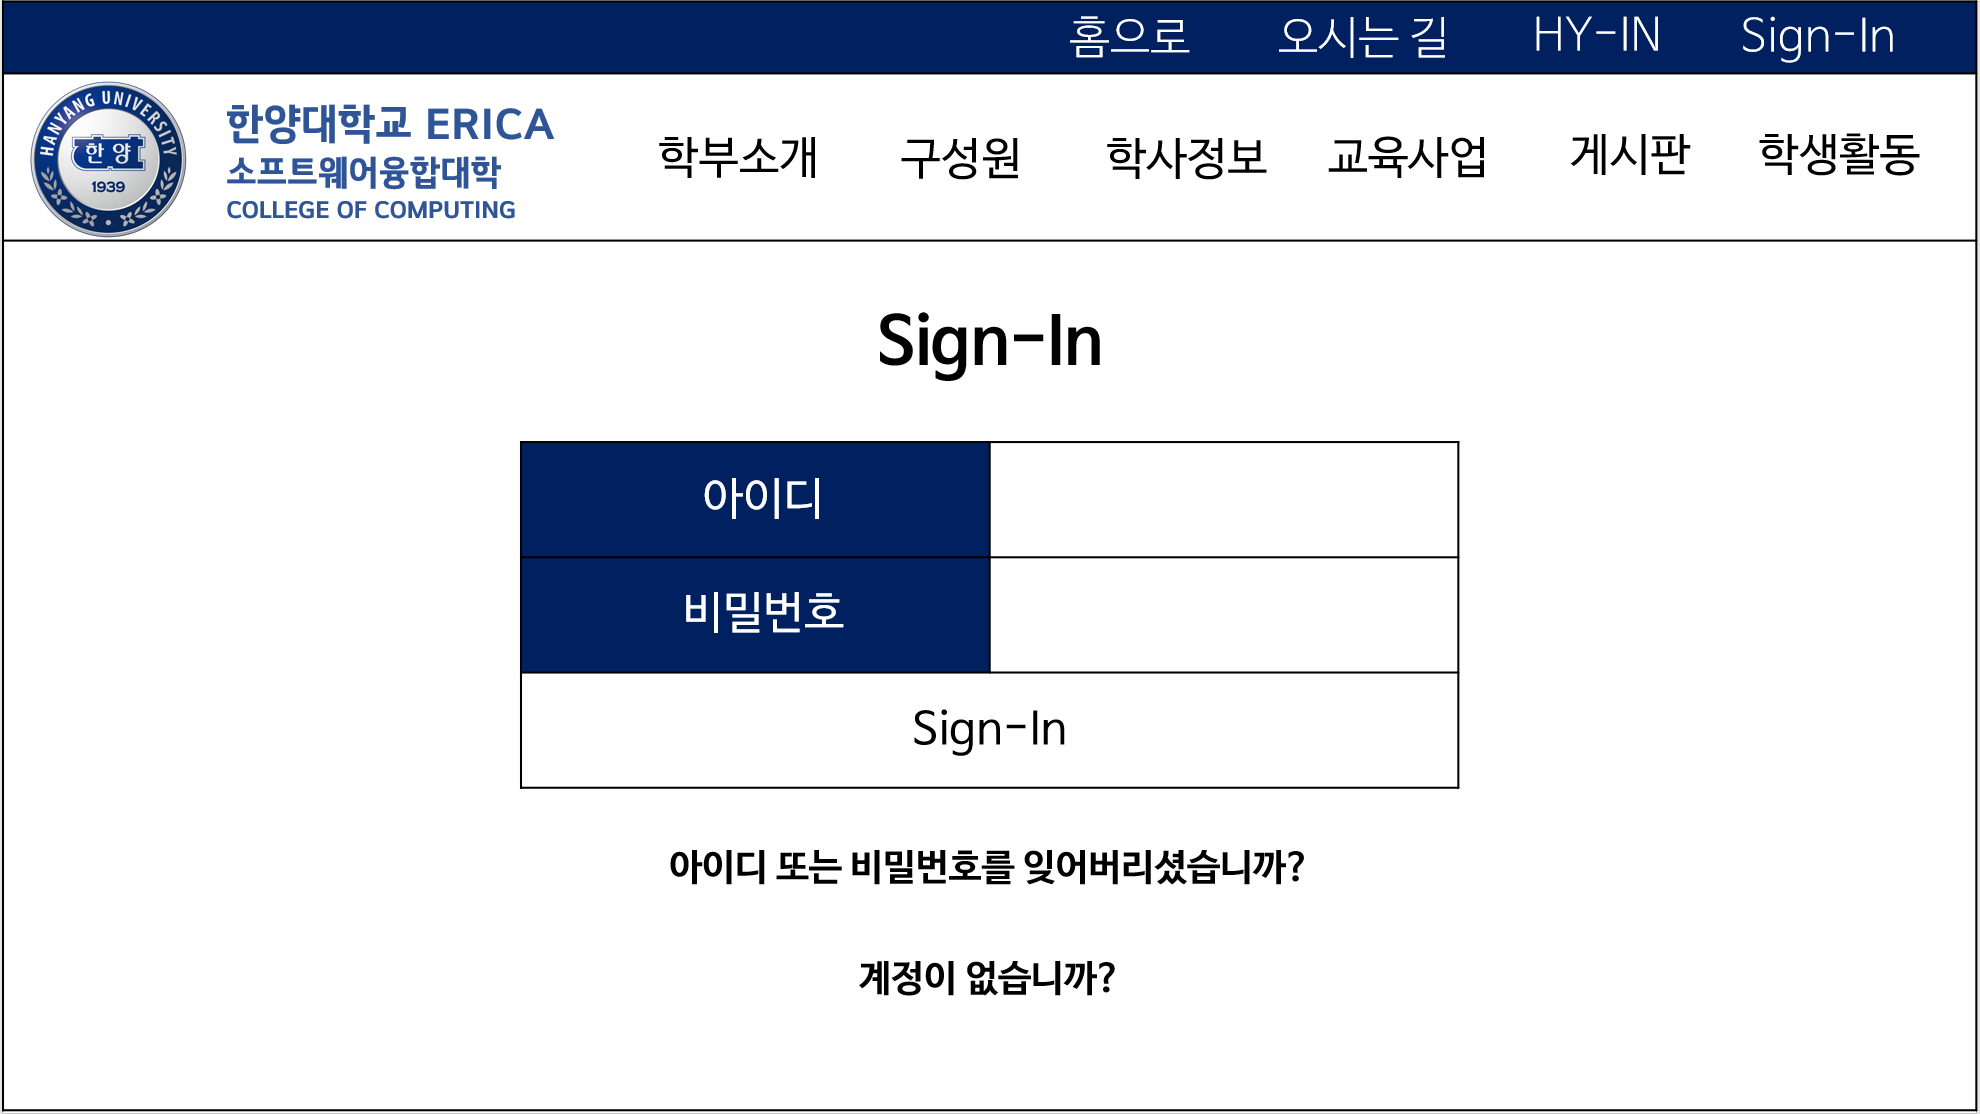 홈으로 오시는 길 HY-IN Sign-In
HANYANG UNIVERSITY
한양
1939
한양대학교 ERICA
소프트웨어융합대학
COLLEGE OF COMPUTING
학부소개 구성원 학사정보 교육사업 게시판 학생활동
Sign-In
아이디
비밀번호
Sign-In
아이디 또는 비밀번호를 잊어버리셨습니까?
계정이 없습니까?